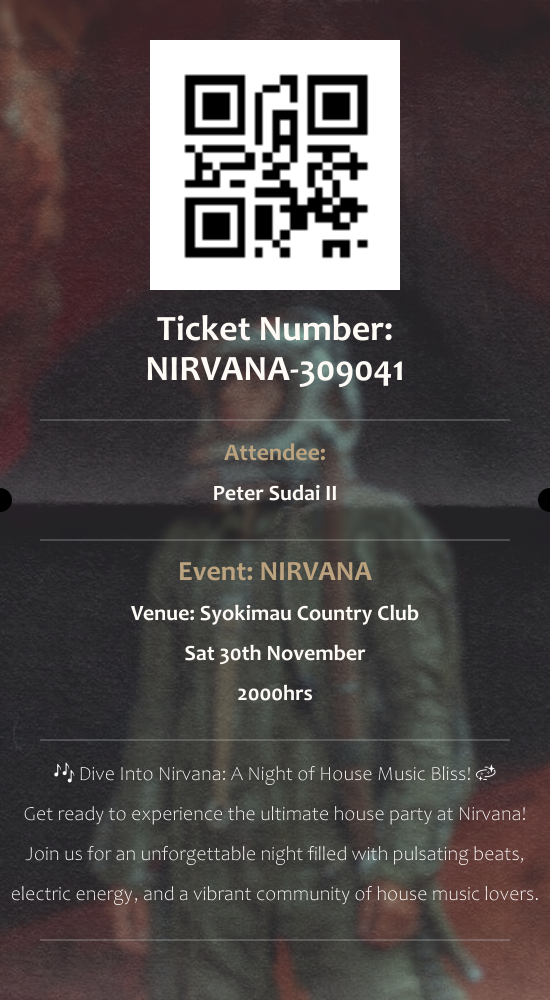 Ticket Number:
NIRVANA-309041
Attendee:
Peter Sudai II
Event: NIRVANA
Venue: Syokimau Country Club
Sat 30th November
2000hrs
🎶 Dive Into Nirvana: A Night of House Music Bliss! 💫
Get ready to experience the ultimate house party at Nirvana!
Join us for an unforgettable night filled with pulsating beats,
electric energy, and a vibrant community of house music lovers.